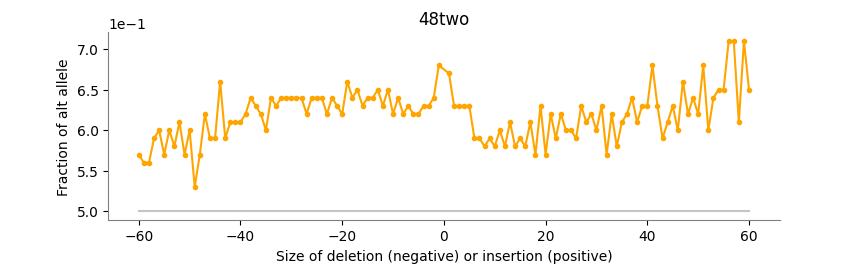 48two
1e−1
7.0
6.5
6.0
5.5
5.0
Fraction of alt allele
−60 −40 −20 0 20 40 60
Size of deletion (negative) or insertion (positive)